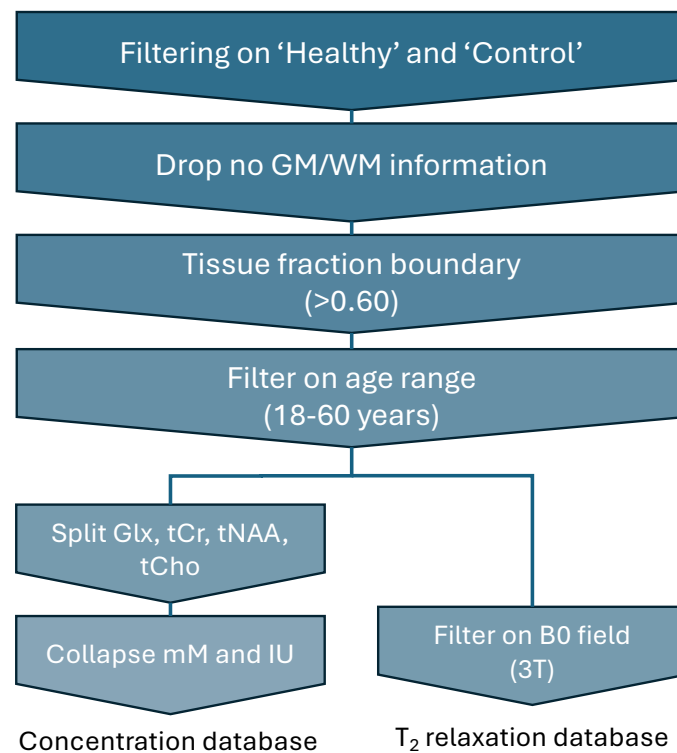 Filtering on ‘Healthy’ and ‘Control’
Drop no GM/WM information
Tissue fraction boundary
(>0.60)
Filter on age range
(18-60 years)
Split Glx, tCr, tNAA,
tCho
Collapse mM and IU
Concentration database
Filter on B0 field
(3T)
T₂ relaxation database